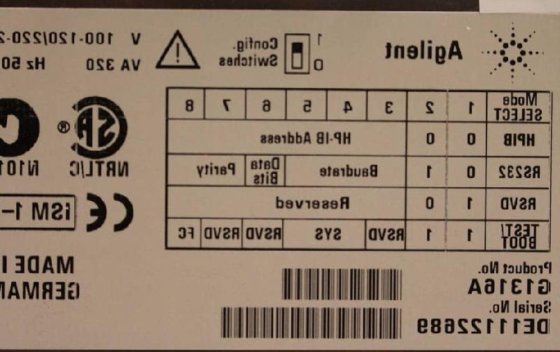 Agilent
1
0
Config.
Switches
V 100-120/220-2
VA 320 Hz 50
Mode SELECT 1 2 3 4 5 6 7 8
HPIB 0 0 HP-IB Address
RS232 0 1 Baudrate Data Bits Parity
RSVD 1 0 Reserved
TEST/ BOOT 1 1 RSVD SYS RSVD RSVD FC
SA ®
NRTL/C N101
CE iSM 1-
Product No.
G1316A
Serial No.
DE11122689
MADE I
GERMAN